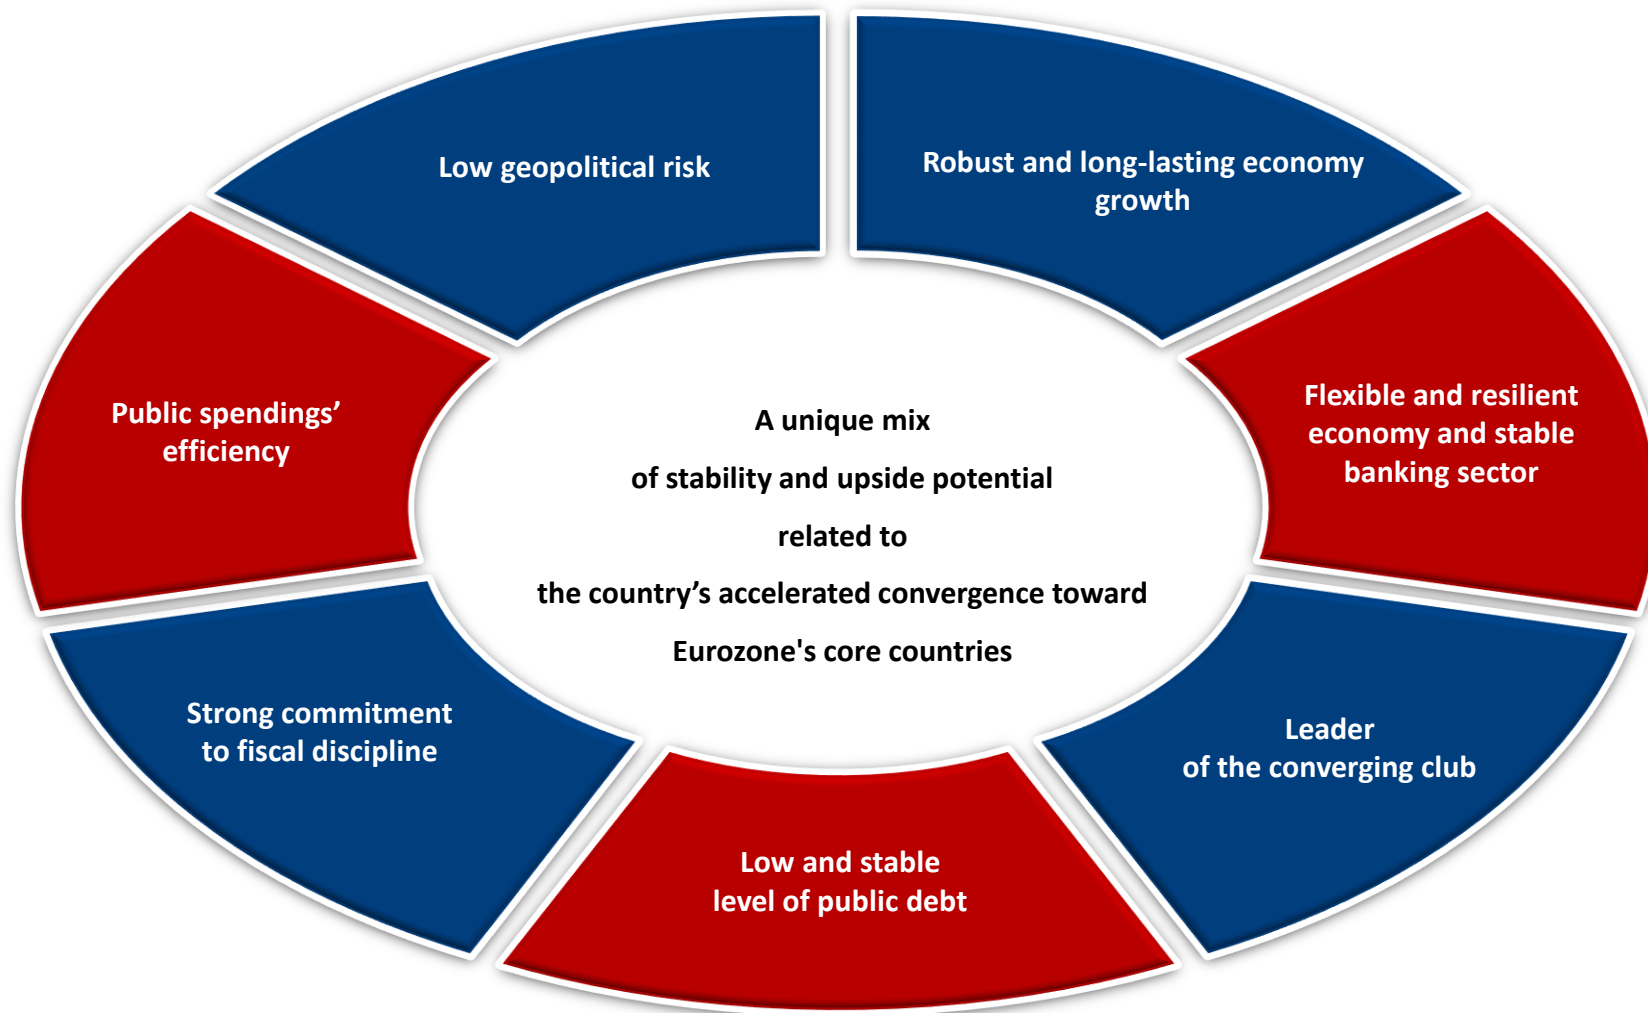 Low geopolitical risk
Robust and long-lasting economy
growth
Flexible and resilient
economy and stable
banking sector
Leader
of the converging club
Low and stable
level of public debt
Strong commitment
to fiscal discipline
Public spendings’
efficiency
A unique mix
of stability and upside potential
related to
the country’s accelerated convergence toward
Eurozone's core countries